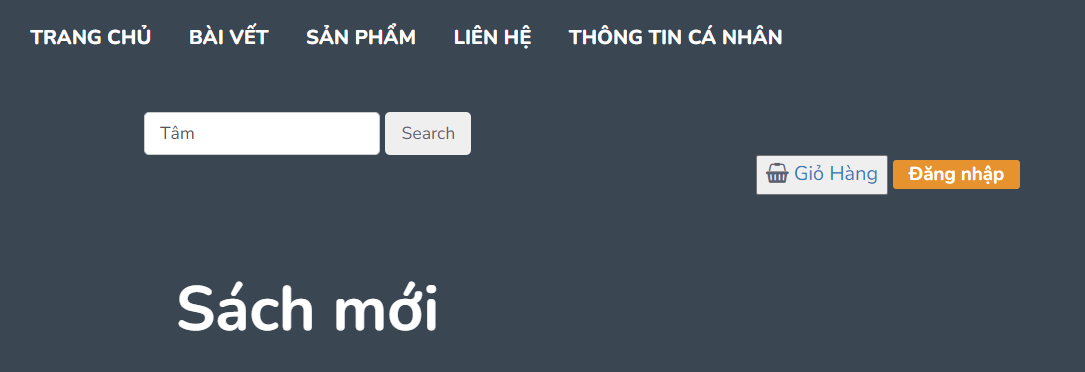 TRANG CHỦ BÀI VẾT SẢN PHẨM LIÊN HỆ THÔNG TIN CÁ NHÂN
Tâm Search
Giỏ Hàng Đăng nhập
Sách mới